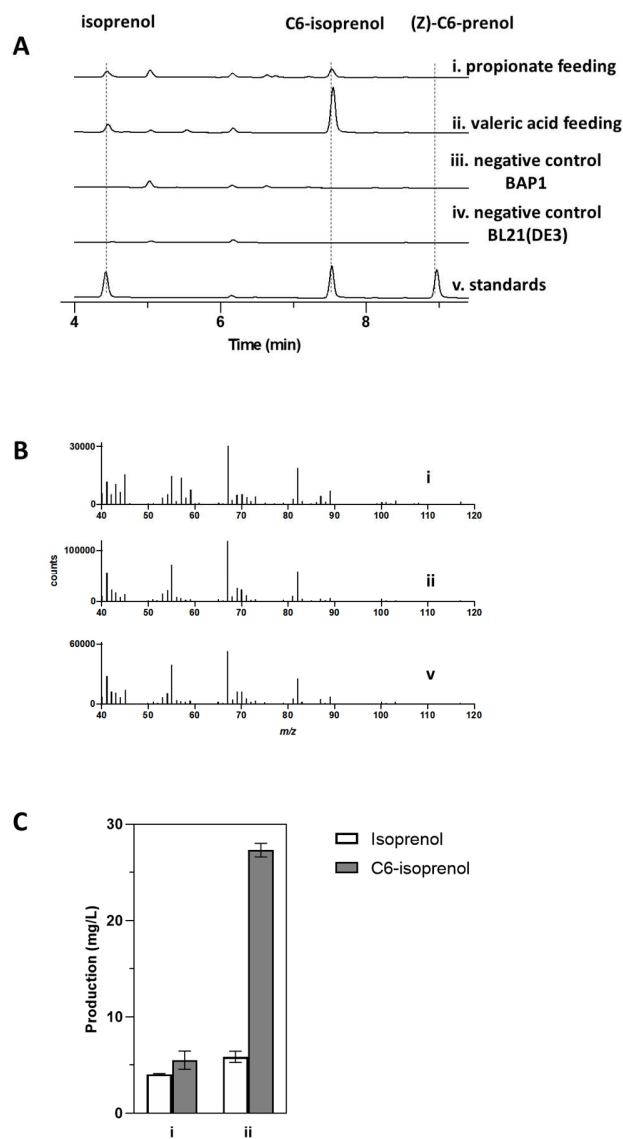 isoprenol C6-isoprenol (Z)-C6-prenol
A
i. propionate feeding
ii. valeric acid feeding
iii. negative control
BAP1
iv. negative control
BL21(DE3)
v. standards
4 6 8
Time (min)
B
30000
0
i
40 50 60 70 80 90 100 110 120
100000
counts
0
ii
40 50 60 70 80 90 100 110 120
60000
0
v
40 50 60 70 80 90 100 110 120
m/z
C
30
20
10
0
Production (mg/L)
i ii
Isoprenol
C6-isoprenol